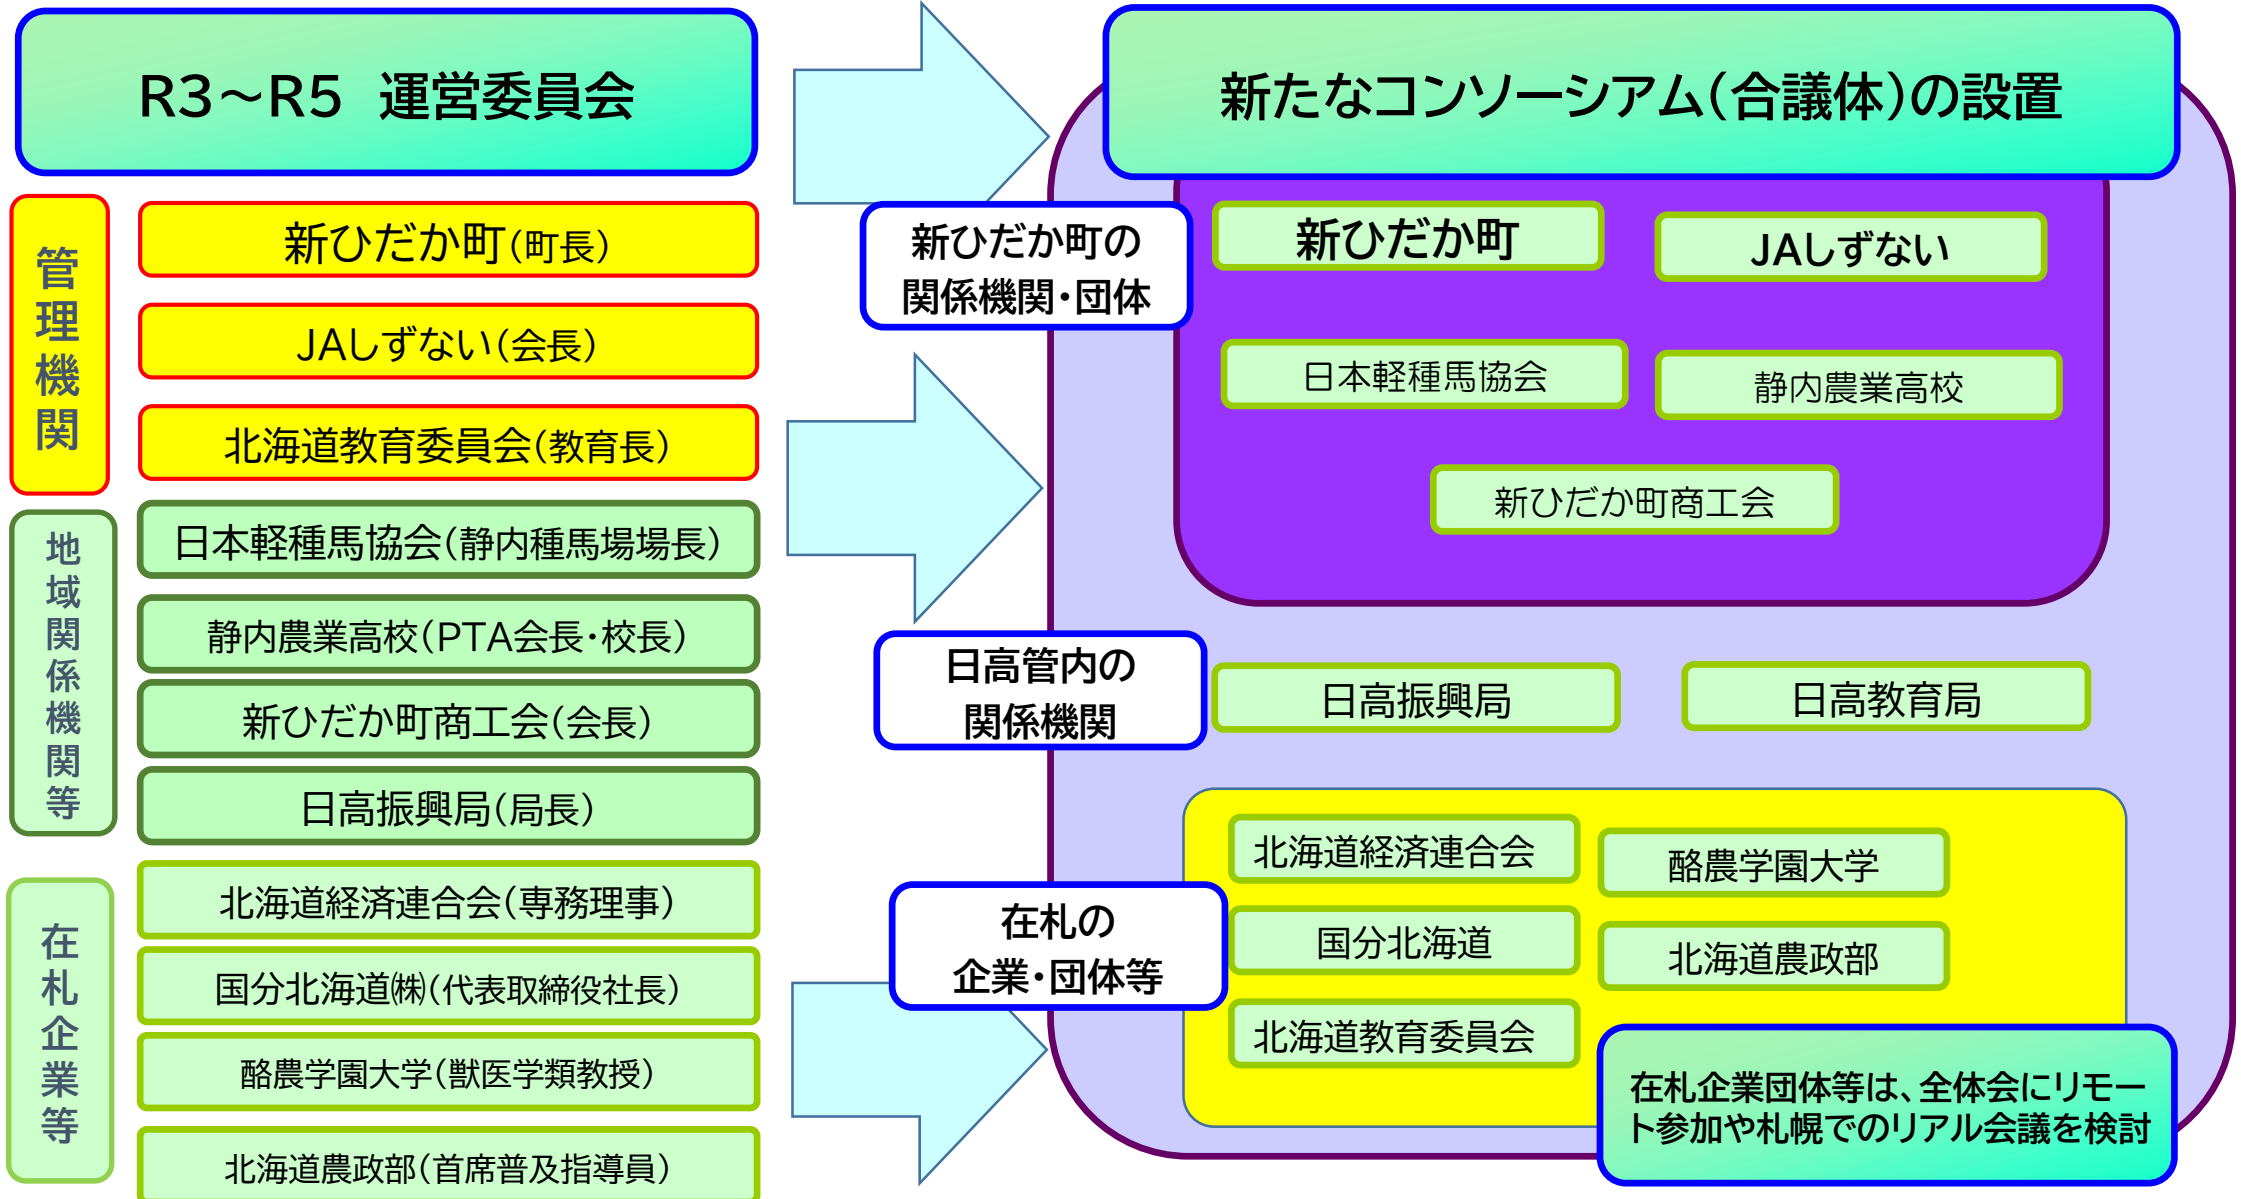 R3～R5　運営委員会
管理機関
新ひだか町（町長）
JAしずない（会長）
北海道教育委員会（教育長）
地域関係機関等
日本軽種馬協会（静内種馬場場長）
静内農業高校（PTA会長・校長）
新ひだか町商工会（会長）
日高振興局（局長）
在札企業等
北海道経済連合会（専務理事）
国分北海道㈱（代表取締役社長）
酪農学園大学（獣医学類教授）
北海道農政部（首席普及指導員）
新たなコンソーシアム（合議体）の設置
新ひだか町の
関係機関・団体
新ひだか町
JAしずない
日本軽種馬協会
静内農業高校
新ひだか町商工会
日高管内の
関係機関
日高振興局
日高教育局
在札の
企業・団体等
北海道経済連合会
酪農学園大学
国分北海道
北海道農政部
北海道教育委員会
在札企業団体等は、全体会にリモー
ト参加や札幌でのリアル会議を検討